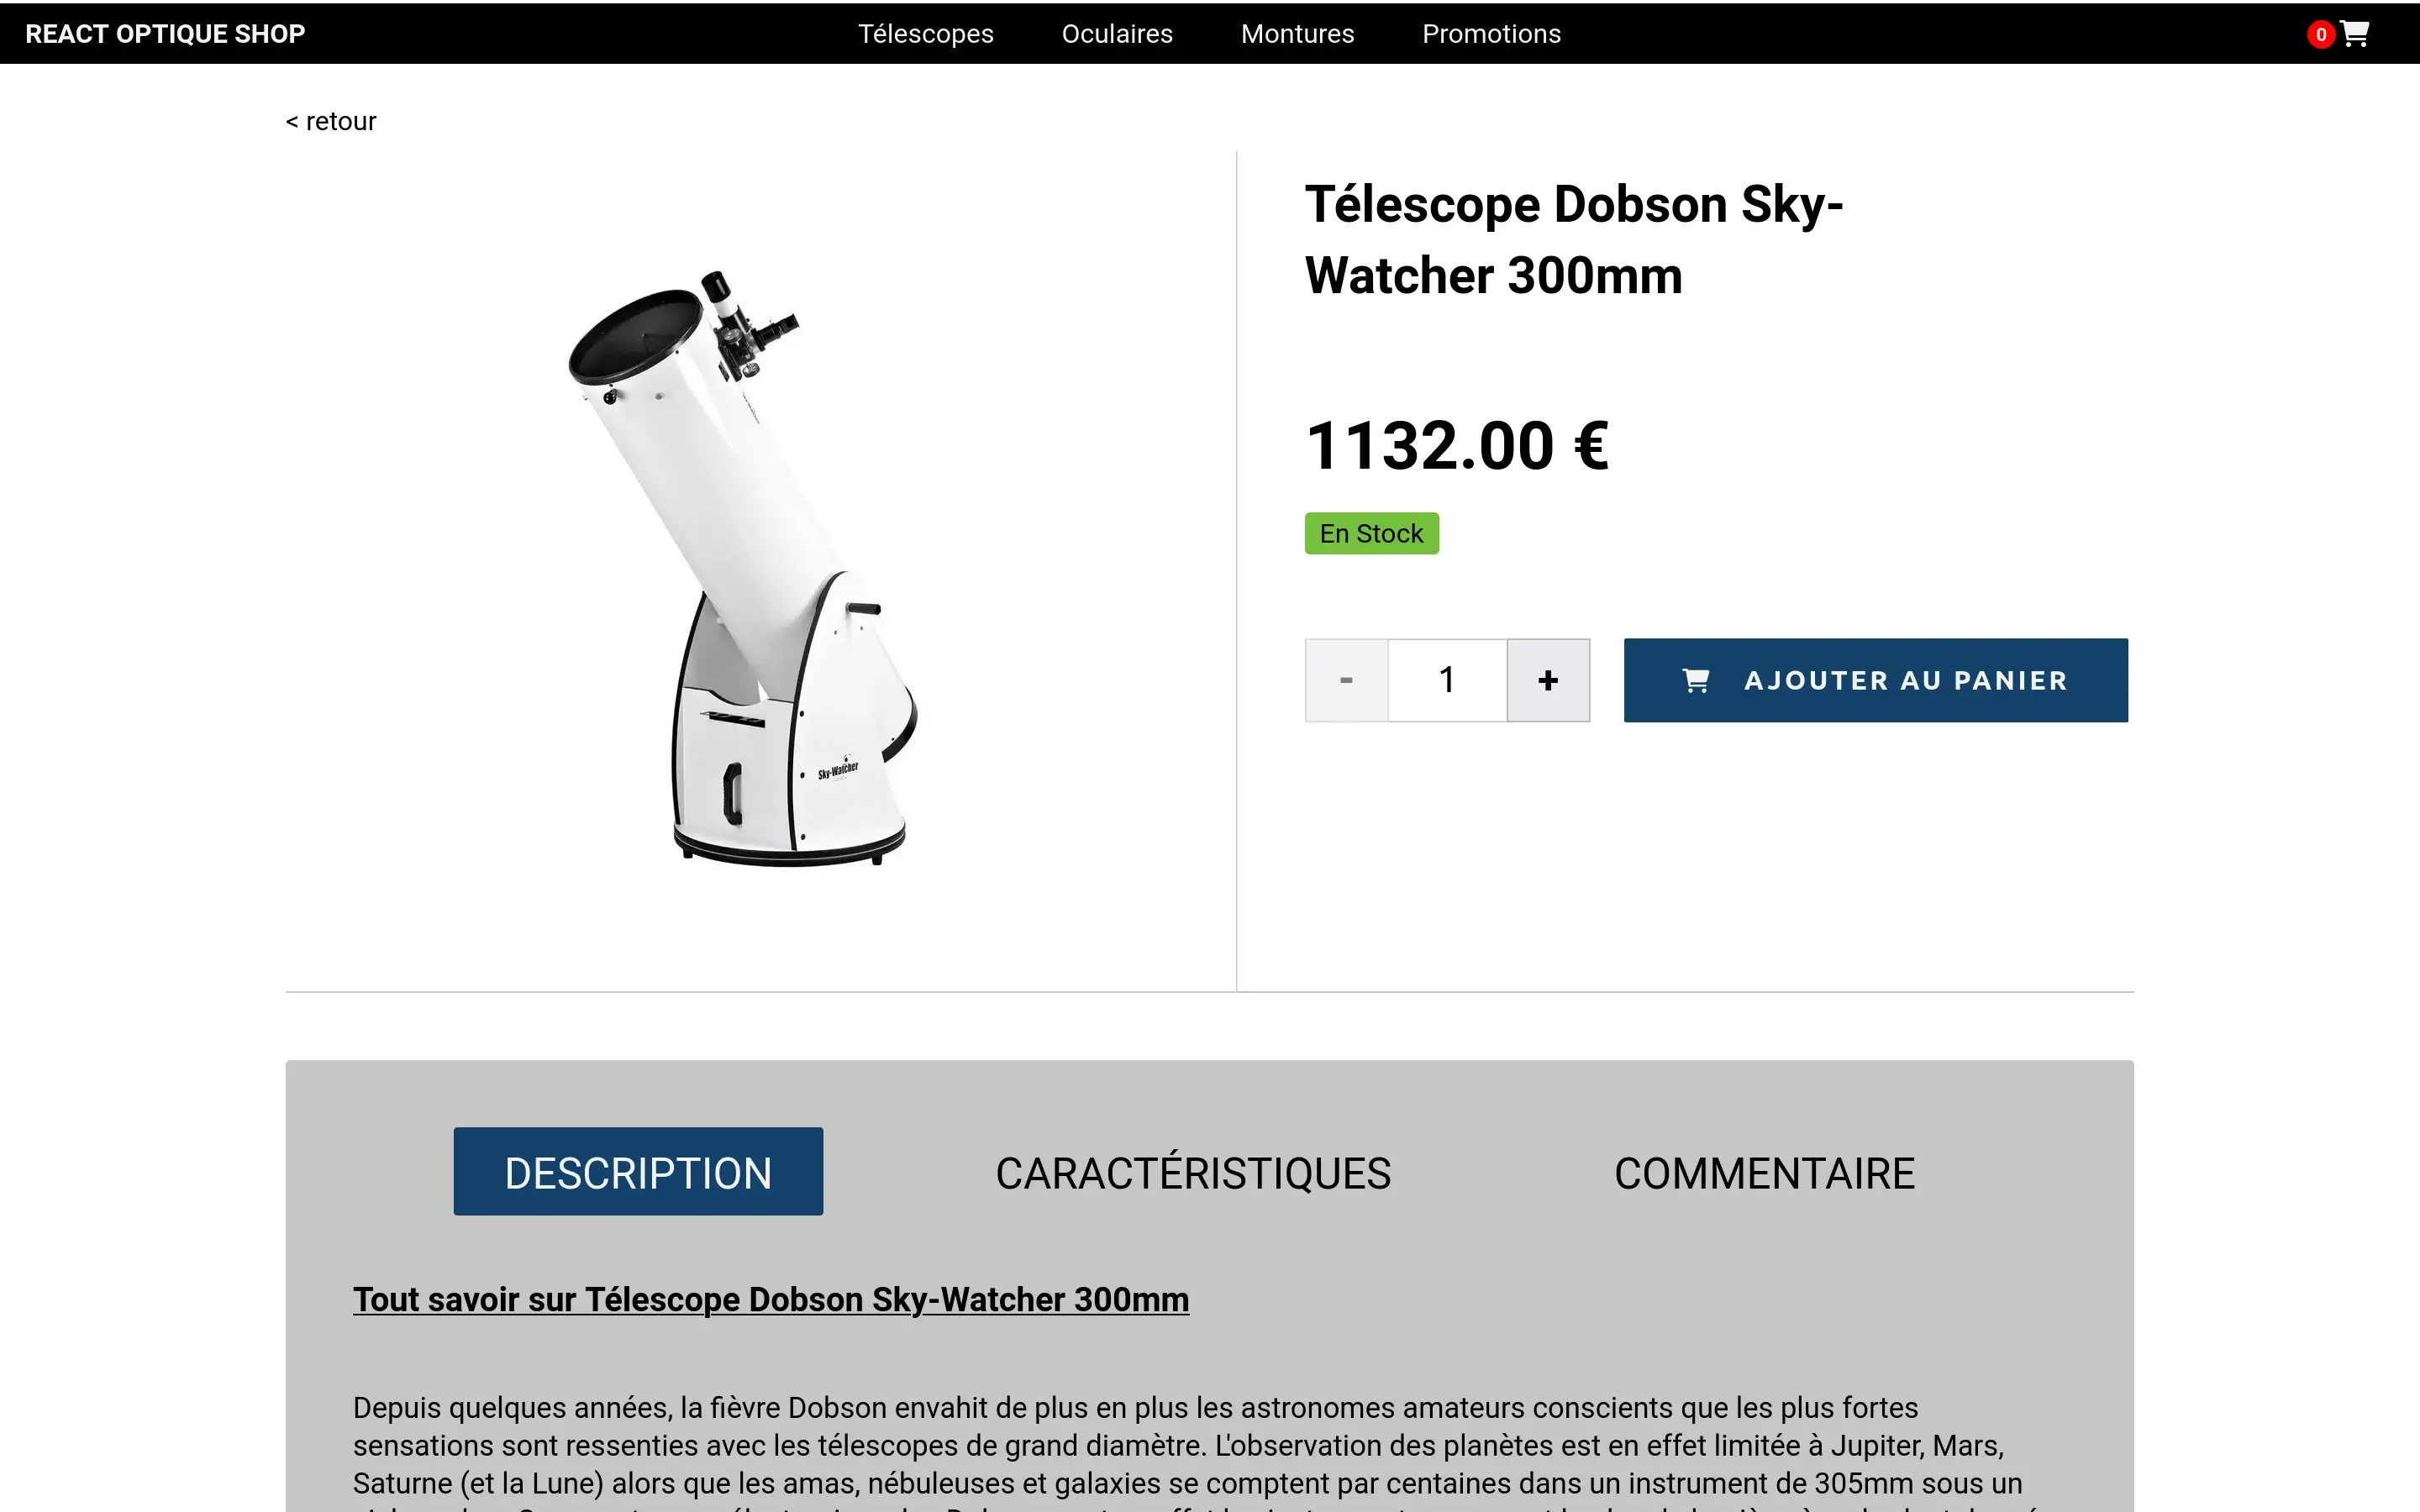 REACT OPTIQUE SHOP
Télescopes
Oculaires
Montures
Promotions
0
< retour
Télescope Dobson Sky-
Watcher 300mm
1132.00 €
En Stock
-
1
+
AJOUTER AU PANIER
Sky-Watcher
DESCRIPTION
CARACTÉRISTIQUES
COMMENTAIRE
Tout savoir sur Télescope Dobson Sky-Watcher 300mm
Depuis quelques années, la fièvre Dobson envahit de plus en plus les astronomes amateurs conscients que les plus fortes
sensations sont ressenties avec les télescopes de grand diamètre. L'observation des planètes est en effet limitée à Jupiter, Mars,
Saturne (et la Lune) alors que les amas, nébuleuses et galaxies se comptent par centaines dans un instrument de 305mm sous un